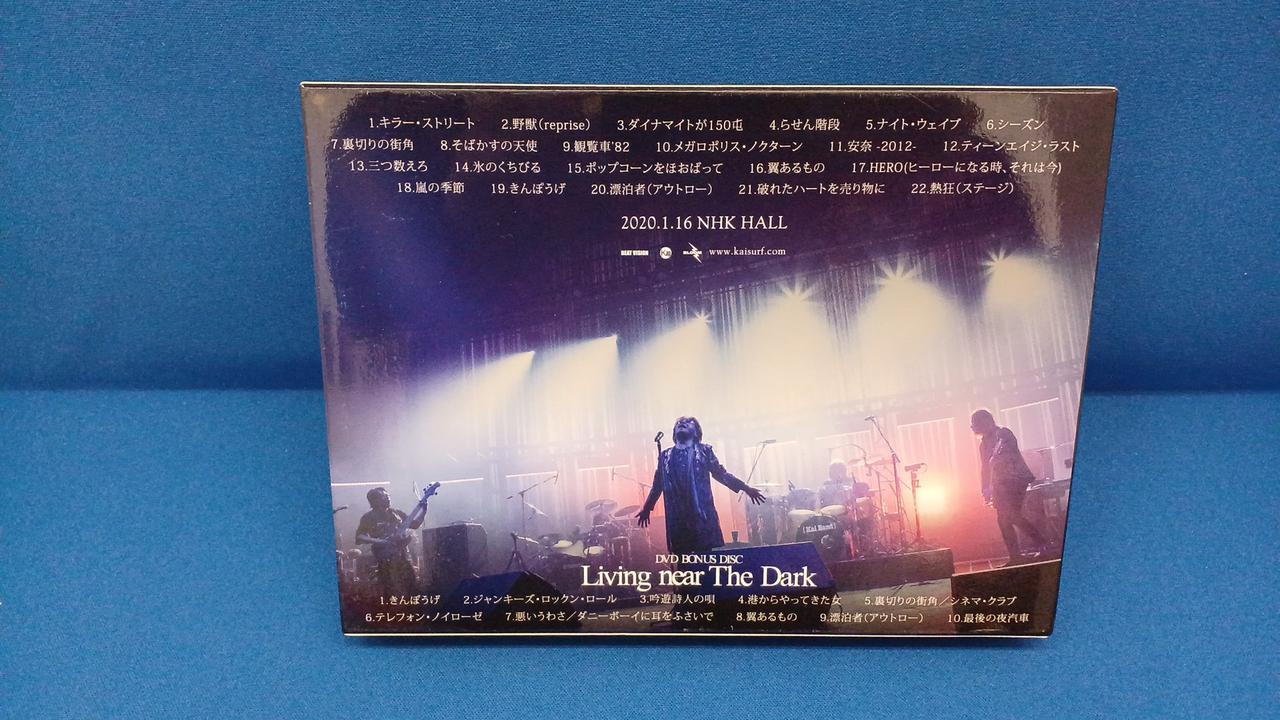 1.キラー・ストリート 2.野獣(reprise) 3.ダイナマイトが150屯 4.らせん階段 5.ナイト・ウェイブ 6.シーズン
7.裏切りの街角 8.そばかすの天使 9.観覧車'82 10.メガロポリス・ノクターン 11.安奈 -2012- 12.ティーンエイジ・ラスト
13.三つ数えろ 14.氷のくちびる 15.ポップコーンをほおばって 16.翼あるもの 17.HERO(ヒーローになる時、それは今)
18.嵐の季節 19.きんぽうげ 20.漂泊者(アウトロー) 21.破れたハートを売り物に 22.熱狂(ステージ)
2020.1.16 NHK HALL
BEAT VISION Kai www.kaisurf.com
(Kai Band)
DVD BONUS DISC
Living near The Dark
1.きんぽうげ 2.ジャンキーズ・ロックン・ロール 3.吟遊詩人の唄 4.港からやってきた女 5.裏切りの街角/シネマ・クラブ
6.テレフォン・ノイローゼ 7.悪いうわさ/ダニーボーイに耳をふさいで 8.翼あるもの 9.漂泊者(アウトロー) 10.最後の夜汽車